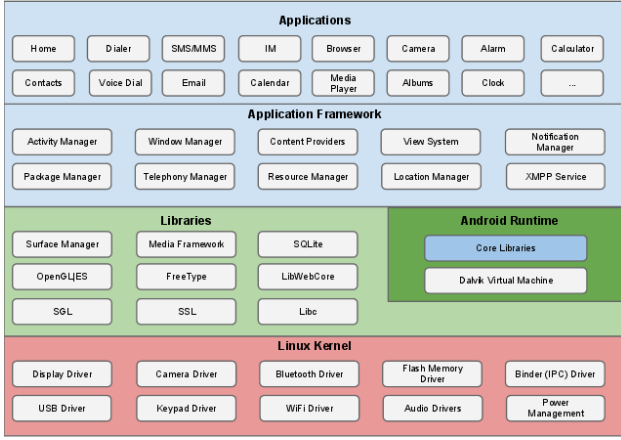 Applications
Home
Dialer
SMS/MMS
IM
Browser
Camera
Alarm
Calculator
Contacts
Voice Dial
Email
Calendar
Media
Player
Albums
Clock
...
Application Framework
Activity Manager
Window Manager
Content Providers
View System
Notification
Manager
Package Manager
Telephony Manager
Resource Manager
Location Manager
XMPP Service
Libraries
Surface Manager
Media Framework
SQLite
OpenGL|ES
FreeType
LibWebCore
SGL
SSL
Libc
Android Runtime
Core Libraries
Dalvik Virtual Machine
Linux Kernel
Display Driver
Camera Driver
Bluetooth Driver
Flash Memory
Driver
Binder (IPC) Driver
USB Driver
Keypad Driver
WiFi Driver
Audio Drivers
Power
Management